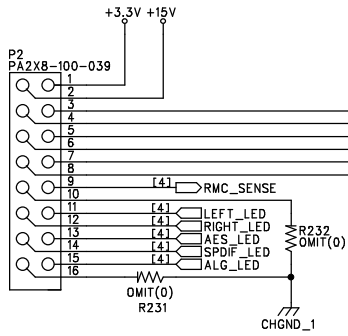 +3.3V +15V
P2
PA2X8-100-039
1
2
3
4
5
6
7
8
9 [4] RMC_SENSE
10
11 [4] LEFT_LED
12 [4] RIGHT_LED
13 [4] AES_LED
14 [4] SPDIF_LED
15 [4] ALG_LED
16
R232
OMIT(0)
OMIT(0)
R231
CHGND_1